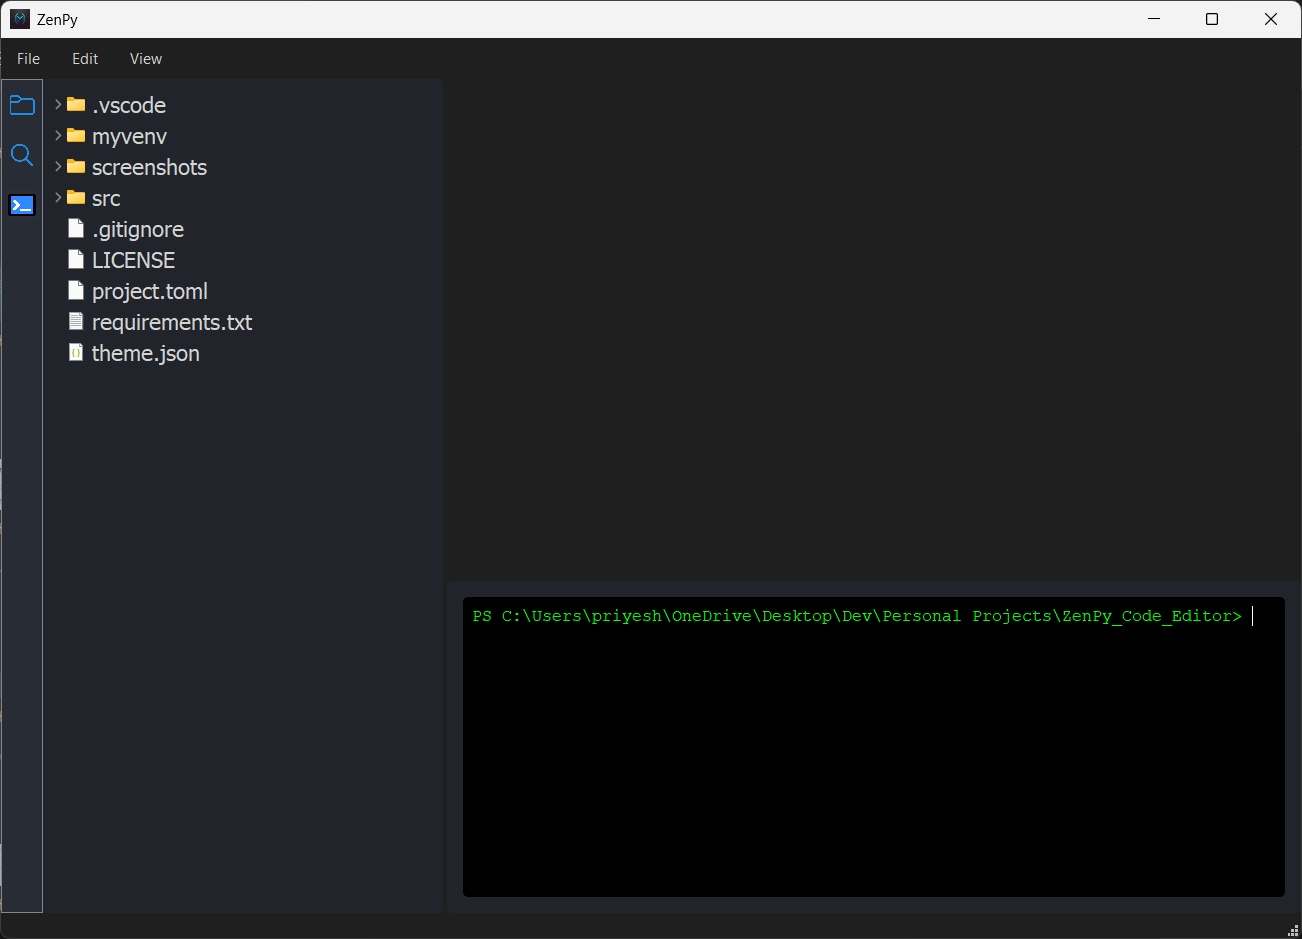 ZenPy
File Edit View
.vscode
myvenv
screenshots
src
.gitignore
LICENSE
project.toml
requirements.txt
theme.json
PS C:\Users\priyesh\OneDrive\Desktop\Dev\Personal Projects\ZenPy_Code_Editor>